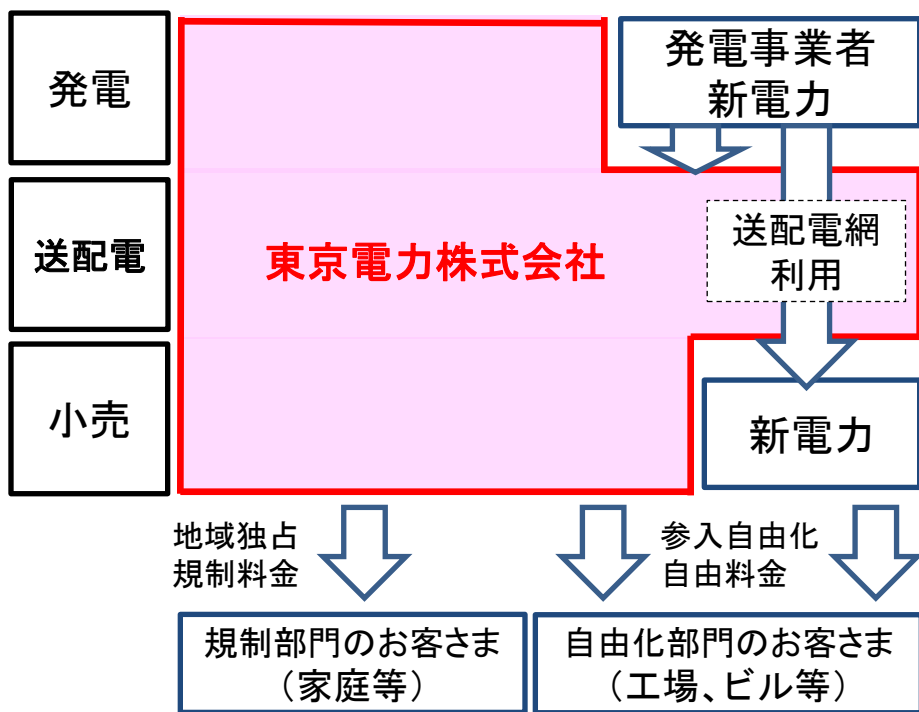 発電
発電事業者
新電力
送配電
東京電力株式会社
送配電網
利用
小売
新電力
地域独占
規制料金
参入自由化
自由料金
規制部門のお客さま
（家庭等）
自由化部門のお客さま
（工場、ビル等）